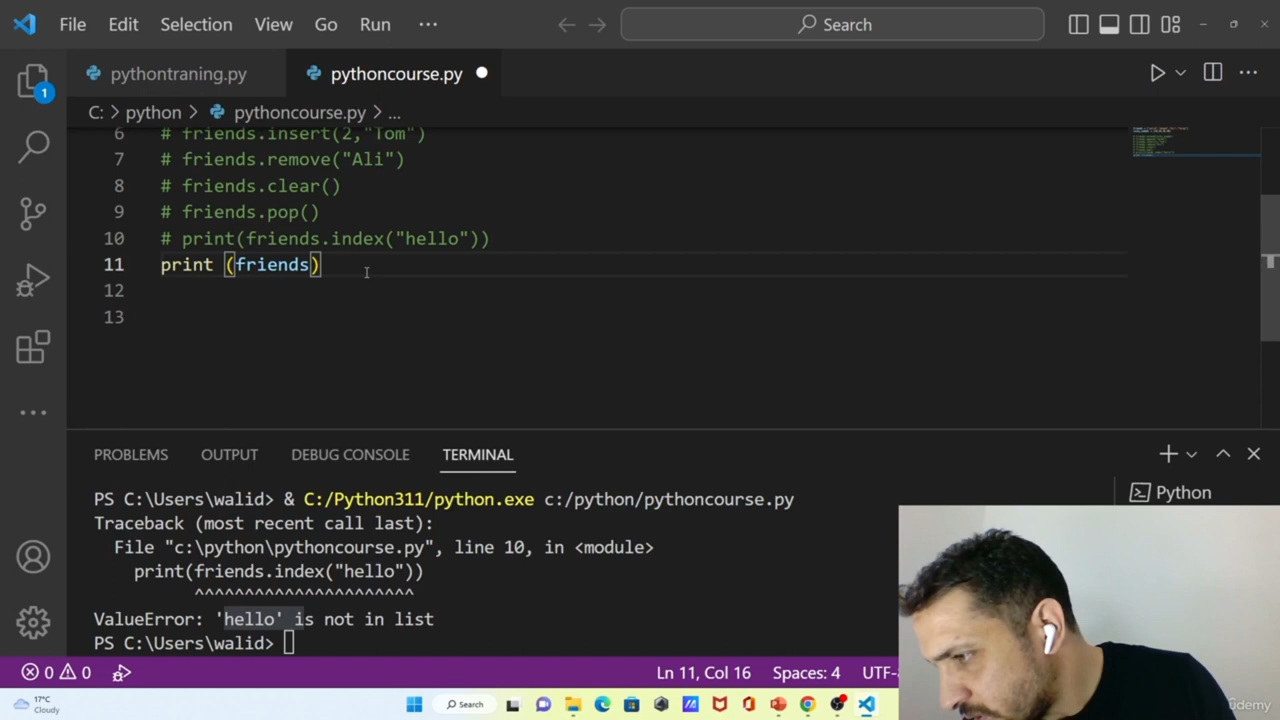 File Edit Selection View Go Run ... Search
pythontraning.py pythoncourse.py
1 C: > python > pythoncourse.py > ...
6 # friends.insert(2,"Tom")
7 # friends.remove("Ali")
8 # friends.clear()
9 # friends.pop()
10 # print(friends.index("hello"))
11 print (friends)
12
13
PROBLEMS OUTPUT DEBUG CONSOLE TERMINAL
PS C:\Users\walid> & C:/Python311/python.exe c:/python/pythoncourse.py
Python
Traceback (most recent call last):
File "c:\python\pythoncourse.py", line 10, in <module>
print(friends.index("hello"))
^^^^^^^^^^^^^^^^^^^^^^
ValueError: 'hello' is not in list
PS C:\Users\walid>
0 0 Ln 11, Col 16 Spaces: 4 UTF-8
17°C
Cloudy
Search
ûdemy